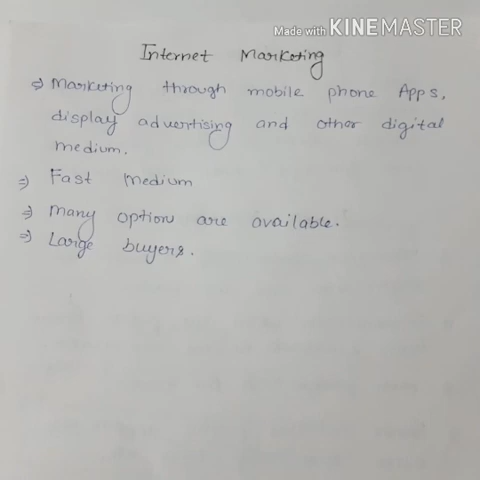 Made with KINEMASTER
Internet Marketing
⇒ Marketing through mobile phone Apps,
display advertising and other digital
medium.
⇒ Fast Medium
⇒ Many option are available.
⇒ Large buyers.